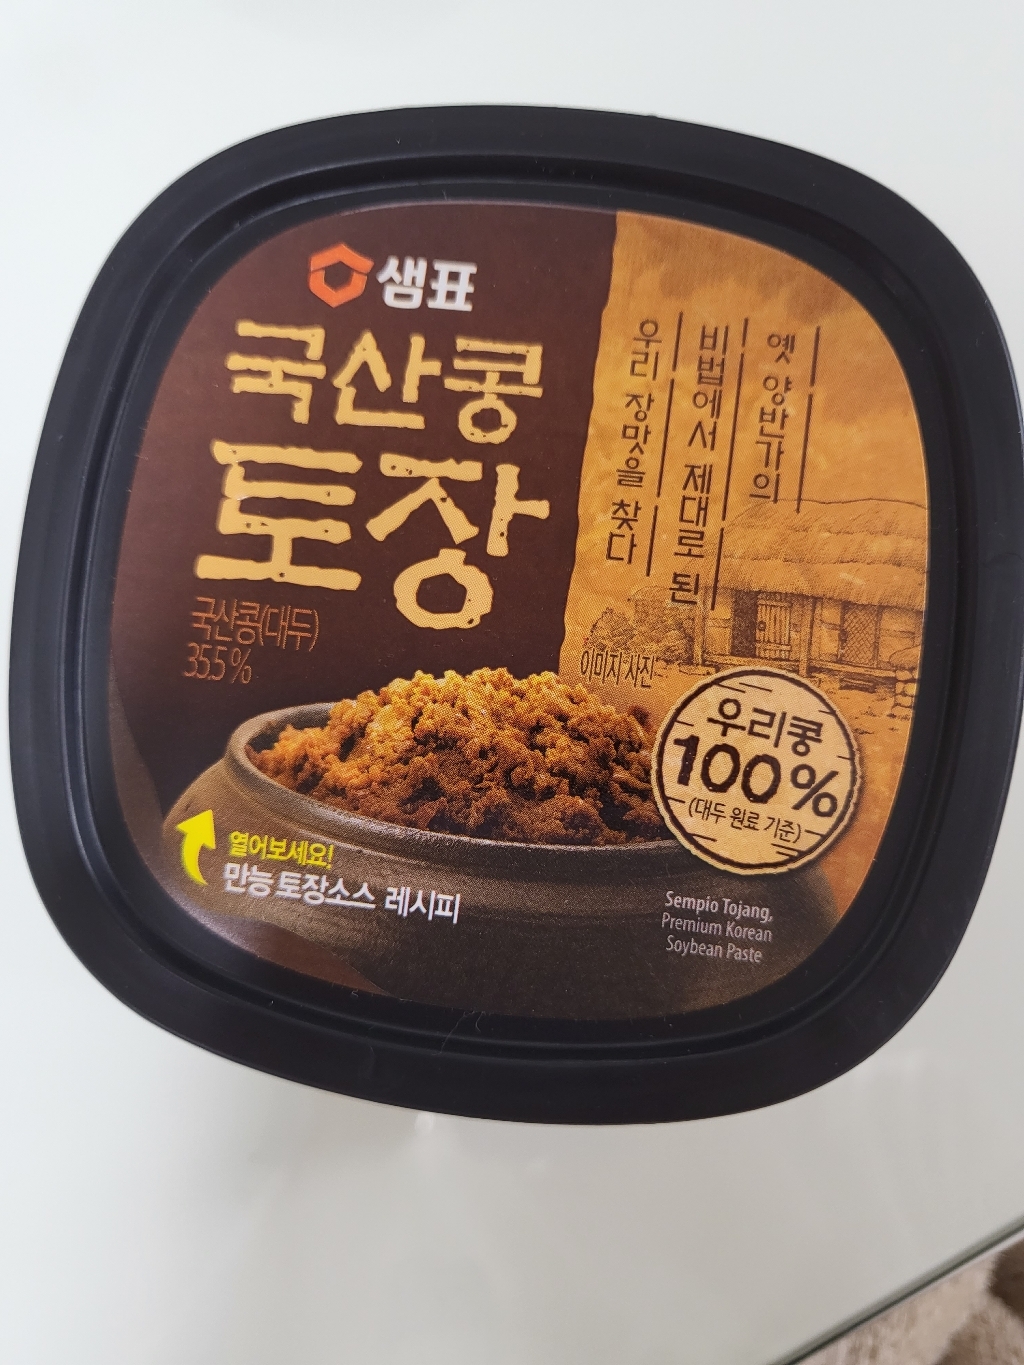 샘표
국산콩
토장
국산콩(대두)
35.5%
옛 양반가의
비법에서 제대로 된
우리 장맛을 찾다
이미지 사진
우리콩
100%
(대두 원료 기준)
열어보세요!
만능 토장소스 레시피
Sempio Tojang,
Premium Korean
Soybean Paste